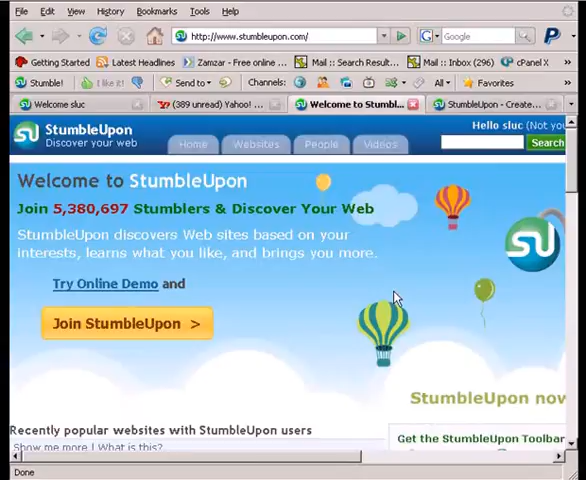 File Edit View History Bookmarks Tools Help
http://www.stumbleupon.com/
Google
Getting Started Latest Headlines Zamzar - Free online ... Mail :: Search Result... Mail :: Inbox (296) cPanel X
Stumble! I like it! Send to Channels: All Favorites
Welcome sluc (389 unread) Yahoo! ... Welcome to Stumbl... StumbleUpon - Create...
StumbleUpon
Discover your web
Hello sluc (Not you
Home Websites People Videos Search
Welcome to StumbleUpon
Join 5,380,697 Stumblers & Discover Your Web
StumbleUpon discovers Web sites based on your
interests, learns what you like, and brings you more.
Try Online Demo and
Join StumbleUpon >
StumbleUpon now
Recently popular websites with StumbleUpon users
Show me more | What is this?
Get the StumbleUpon Toolbar
Done